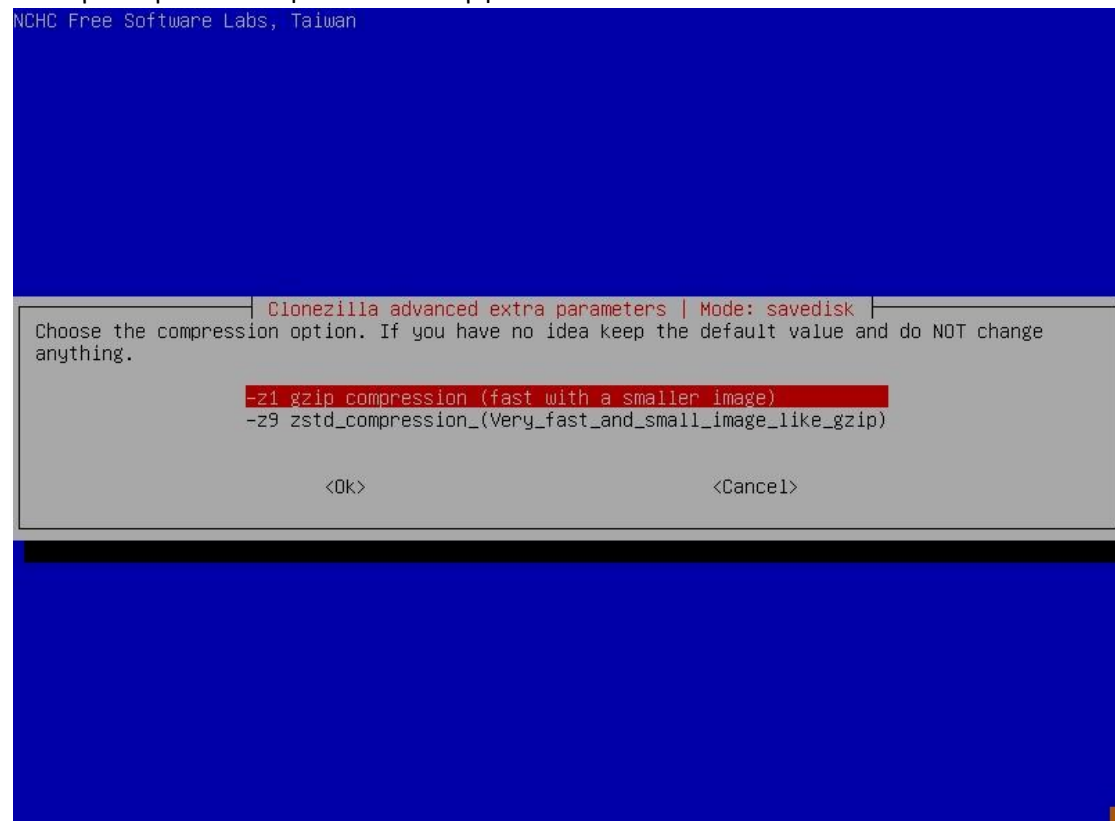 NCHC Free Software Labs, Taiwan
Clonezilla advanced extra parameters | Mode: savedisk
Choose the compression option. If you have no idea keep the default value and do NOT change
anything.
-z1 gzip compression (fast with a smaller image)
-z9 zstd_compression_(Very_fast_and_small_image_like_gzip)
<Ok> <Cancel>